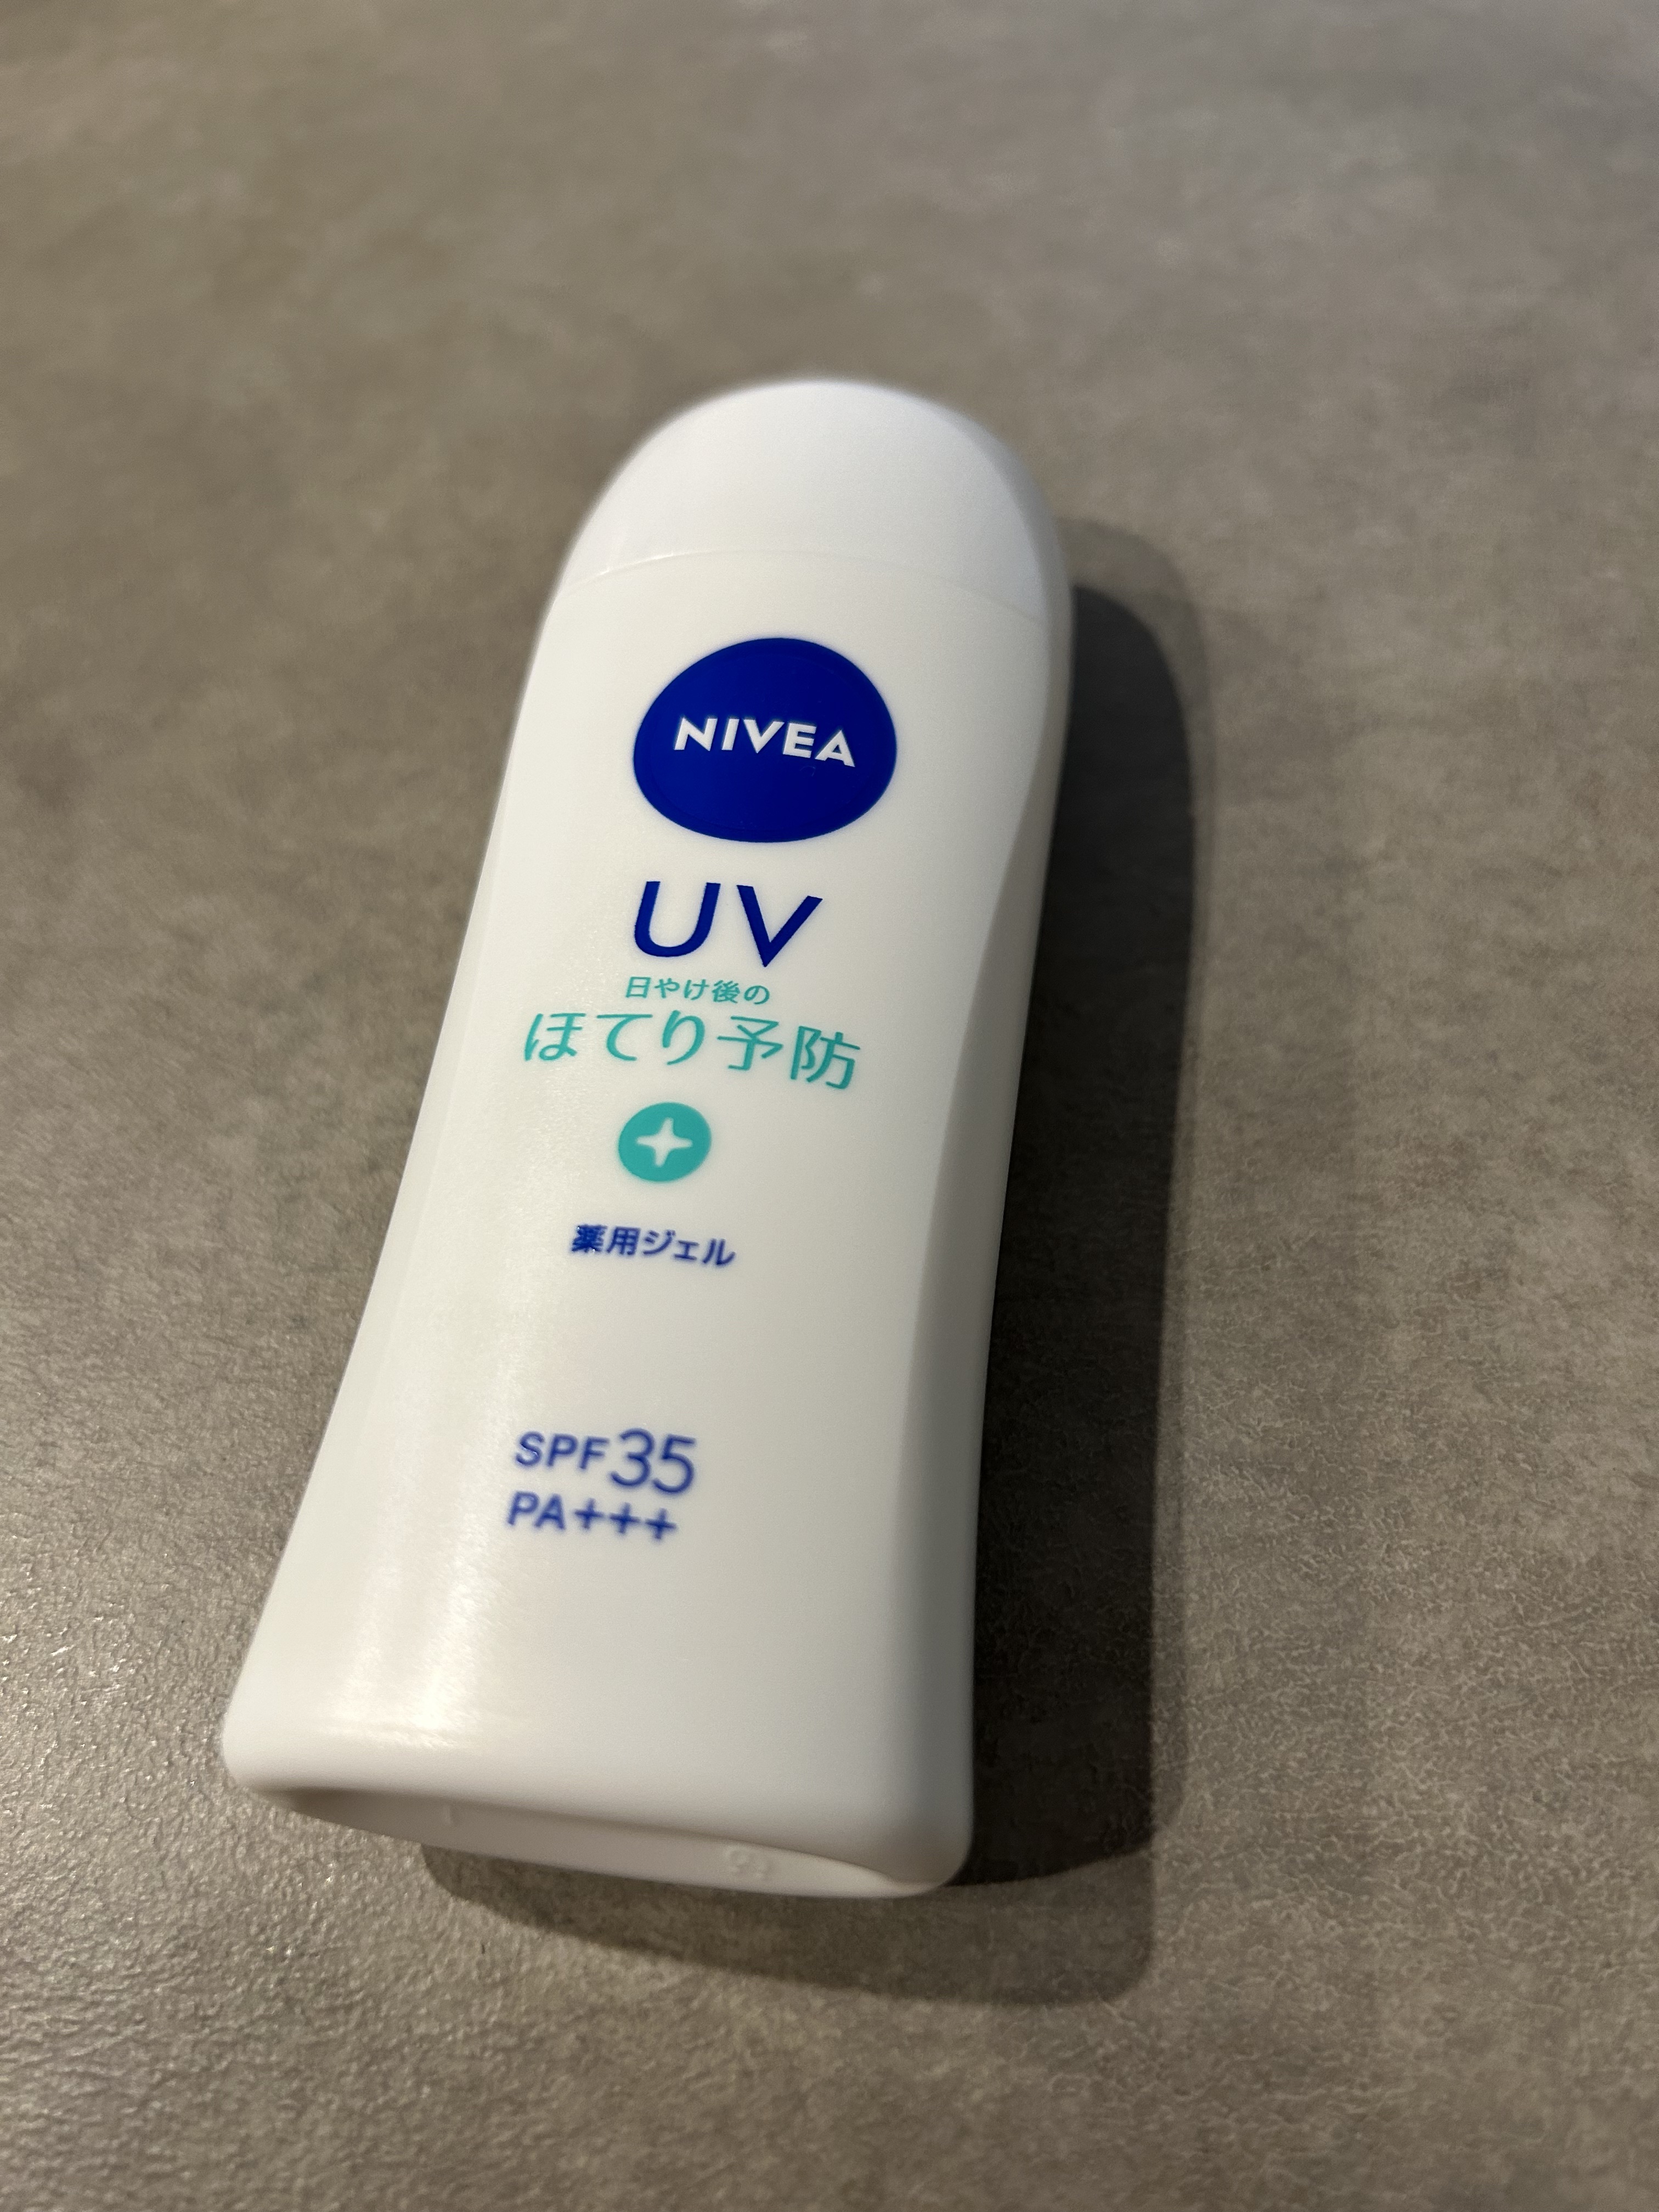 NIVEA
UV
日やけ後の
ほてり予防
薬用ジェル
SPF35
PA+++